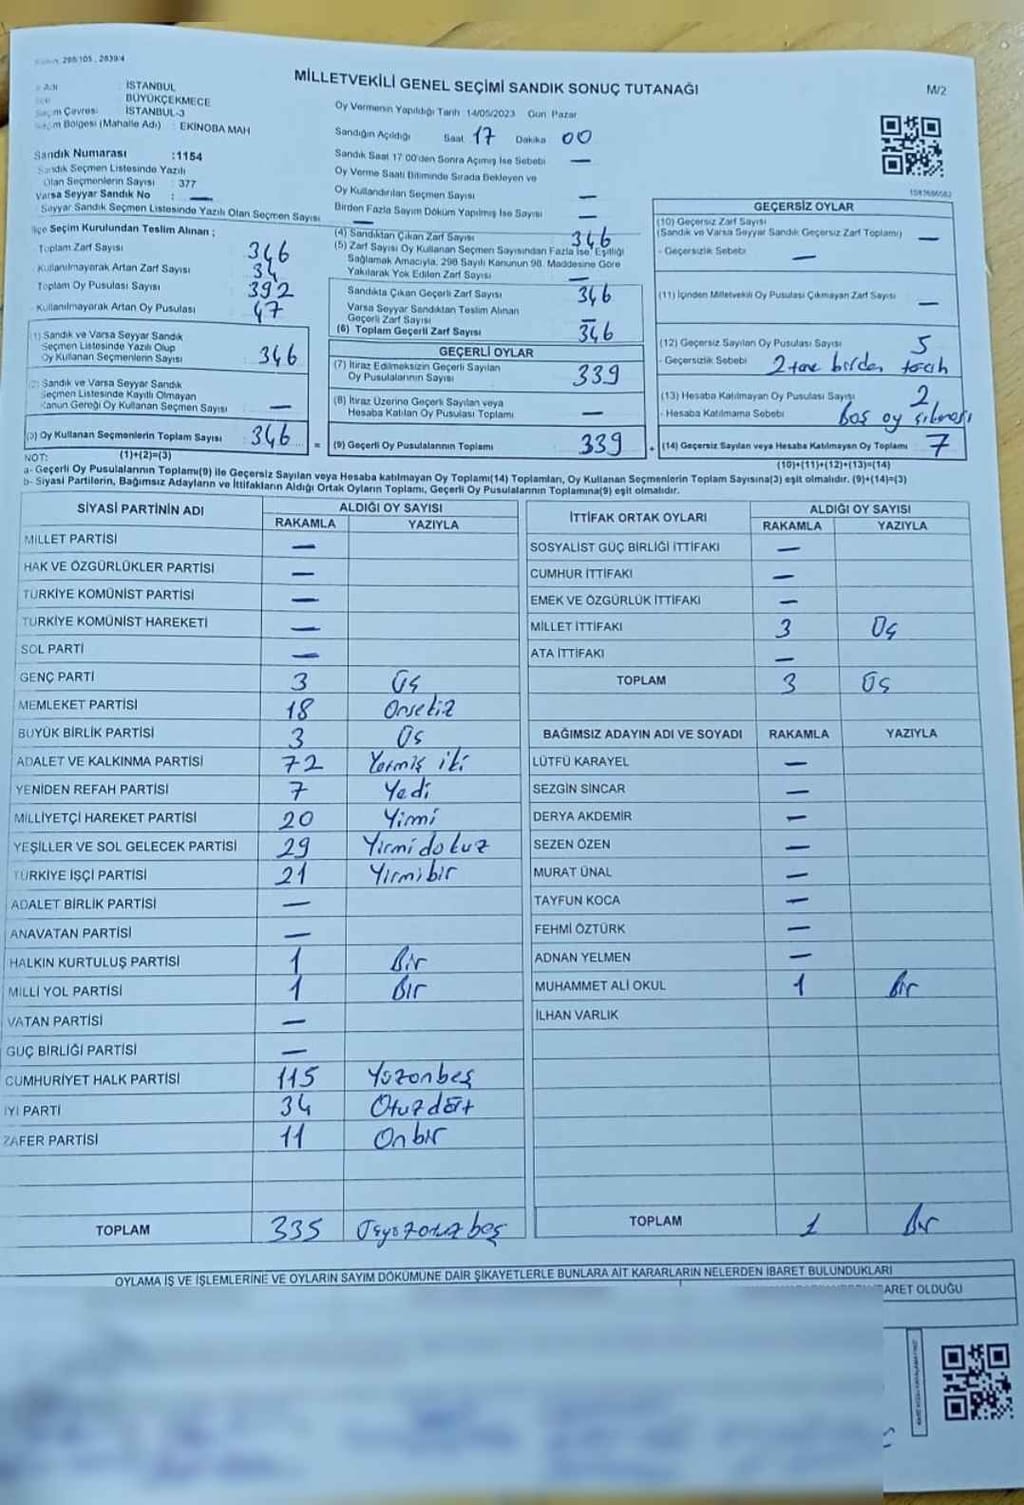 MİLLETVEKİLİ GENEL SEÇİMİ SANDIK SONUÇ TUTANAĞI
M/2
Adı : İSTANBUL
BÜYÜKÇEKMECE
Çevresi : İSTANBUL-3
Bölgesi (Mahalle Adı) : EKİNOBA MAH
Oy Vermenin Yapıldığı Tarih 14/05/2023 Gün Pazar
Sandığın Açıldığı Saat 17 Dakika 00
Sandık Numarası :1154
Sandık Seçmen Listesinde Yazılı
Olan Seçmenlerin Sayısı : 377
Varsa Seyyar Sandık No : —
Seyyar Sandık Seçmen Listesinde Yazılı Olan Seçmen Sayısı —
Sandık Saat 17 00'den Sonra Açımış İse Sebebi —
Oy Verme Saati Bitiminde Sırada Bekleyen ve
Oy Kullandırılan Seçmen Sayısı —
Birden Fazla Sayım Döküm Yapılmış İse Sayısı —
İlçe Seçim Kurulundan Teslim Alınan ;
Toplam Zarf Sayısı 346
Kullanılmayarak Artan Zarf Sayısı 34
Toplam Oy Pusulası Sayısı 392
Kullanılmayarak Artan Oy Pusulası 47
(1) Sandık ve Varsa Seyyar Sandık
Seçmen Listesinde Yazılı Olup
Oy Kullanan Seçmenlerin Sayısı 346
(2) Sandık ve Varsa Seyyar Sandık
Seçmen Listesinde Kayıtlı Olmayan
Kanun Gereği Oy Kullanan Seçmen Sayısı —
(3) Oy Kullanan Seçmenlerin Toplam Sayısı 346
(1)+(2)=(3)
(4) Sandıktan Çıkan Zarf Sayısı 346
(5) Zarf Sayısı Oy Kullanan Seçmen Sayısından Fazla İse, Eşitliği
Sağlamak Amacıyla, 298 Sayılı Kanunun 98. Maddesine Göre
Yakılarak Yok Edilen Zarf Sayısı —
Sandıkta Çıkan Geçerli Zarf Sayısı 346
Varsa Seyyar Sandıktan Teslim Alınan
Geçerli Zarf Sayısı —
(6) Toplam Geçerli Zarf Sayısı 346
GEÇERLİ OYLAR
(7) İtiraz Edilmeksizin Geçerli Sayılan
Oy Pusulalarının Sayısı 339
(8) İtiraz Üzerine Geçerli Sayılan veya
Hesaba Katılan Oy Pusulası Toplamı —
= (9) Geçerli Oy Pusulalarının Toplamı 339
GEÇERSİZ OYLAR
(10) Geçersiz Zarf Sayısı
(Sandık ve Varsa Seyyar Sandık Geçersiz Zarf Toplamı) —
- Geçersizlik Sebebi —
(11) İçinden Milletvekili Oy Pusulası Çıkmayan Zarf Sayısı —
(12) Geçersiz Sayılan Oy Pusulası Sayısı 5
- Geçersizlik Sebebi 2 tane birden tercih
(13) Hesaba Katılmayan Oy Pusulası Sayısı 2
- Hesaba Katılmama Sebebi Boş oy çıkması
+ (14) Geçersiz Sayılan veya Hesaba Katılmayan Oy Toplamı 7
(10)+(11)+(12)+(13)=(14)
NOT:
a- Geçerli Oy Pusulalarının Toplamı(9) ile Geçersiz Sayılan veya Hesaba katılmayan Oy Toplamı(14) Toplamları, Oy Kullanan Seçmenlerin Toplam Sayısına(3) eşit olmalıdır. (9)+(14)=(3)
b- Siyasi Partilerin, Bağımsız Adayların ve İttifakların Aldığı Ortak Oyların Toplamı, Geçerli Oy Pusulalarının Toplamına(9) eşit olmalıdır.
SİYASİ PARTİNİN ADI ALDIĞI OY SAYISI
RAKAMLA YAZIYLA
MİLLET PARTİSİ —
HAK VE ÖZGÜRLÜKLER PARTİSİ —
TÜRKİYE KOMÜNİST PARTİSİ —
TÜRKİYE KOMÜNİST HAREKETİ —
SOL PARTİ —
GENÇ PARTİ 3 Üş
MEMLEKET PARTİSİ 18 Onsekiz
BÜYÜK BİRLİK PARTİSİ 3 Üs
ADALET VE KALKINMA PARTİSİ 72 Yetmiş iki
YENİDEN REFAH PARTİSİ 7 Yedi
MİLLİYETÇİ HAREKET PARTİSİ 20 Yirmi
YEŞİLLER VE SOL GELECEK PARTİSİ 29 Yirmi dokuz
TÜRKİYE İŞÇİ PARTİSİ 21 Yirmi bir
ADALET BİRLİK PARTİSİ —
ANAVATAN PARTİSİ —
HALKIN KURTULUŞ PARTİSİ 1 Bir
MİLLİ YOL PARTİSİ 1 Bir
VATAN PARTİSİ —
GÜÇ BİRLİĞİ PARTİSİ —
CUMHURİYET HALK PARTİSİ 115 Yüzonbeş
İYİ PARTİ 34 Otuzdört
ZAFER PARTİSİ 11 Onbir
TOPLAM 335 Üçyüzotuzbeş
İTTİFAK ORTAK OYLARI ALDIĞI OY SAYISI
RAKAMLA YAZIYLA
SOSYALİST GÜÇ BİRLİĞİ İTTİFAKI —
CUMHUR İTTİFAKI —
EMEK VE ÖZGÜRLÜK İTTİFAKI —
MİLLET İTTİFAKI 3 Üç
ATA İTTİFAKI —
TOPLAM 3 Üs
BAĞIMSIZ ADAYIN ADI VE SOYADI RAKAMLA YAZIYLA
LÜTFÜ KARAYEL —
SEZGİN SİNCAR —
DERYA AKDEMİR —
SEZEN ÖZEN —
MURAT ÜNAL —
TAYFUN KOCA —
FEHMİ ÖZTÜRK —
ADNAN YELMEN —
MUHAMMET ALİ OKUL 1 Bir
İLHAN VARLIK
TOPLAM 1 Bir
OYLAMA İŞ VE İŞLEMLERİNE VE OYLARIN SAYIM DÖKÜMÜNE DAİR ŞİKAYETLERLE BUNLARA AİT KARARLARIN NELERDEN İBARET BULUNDUKLARI
ARET OLDUĞU